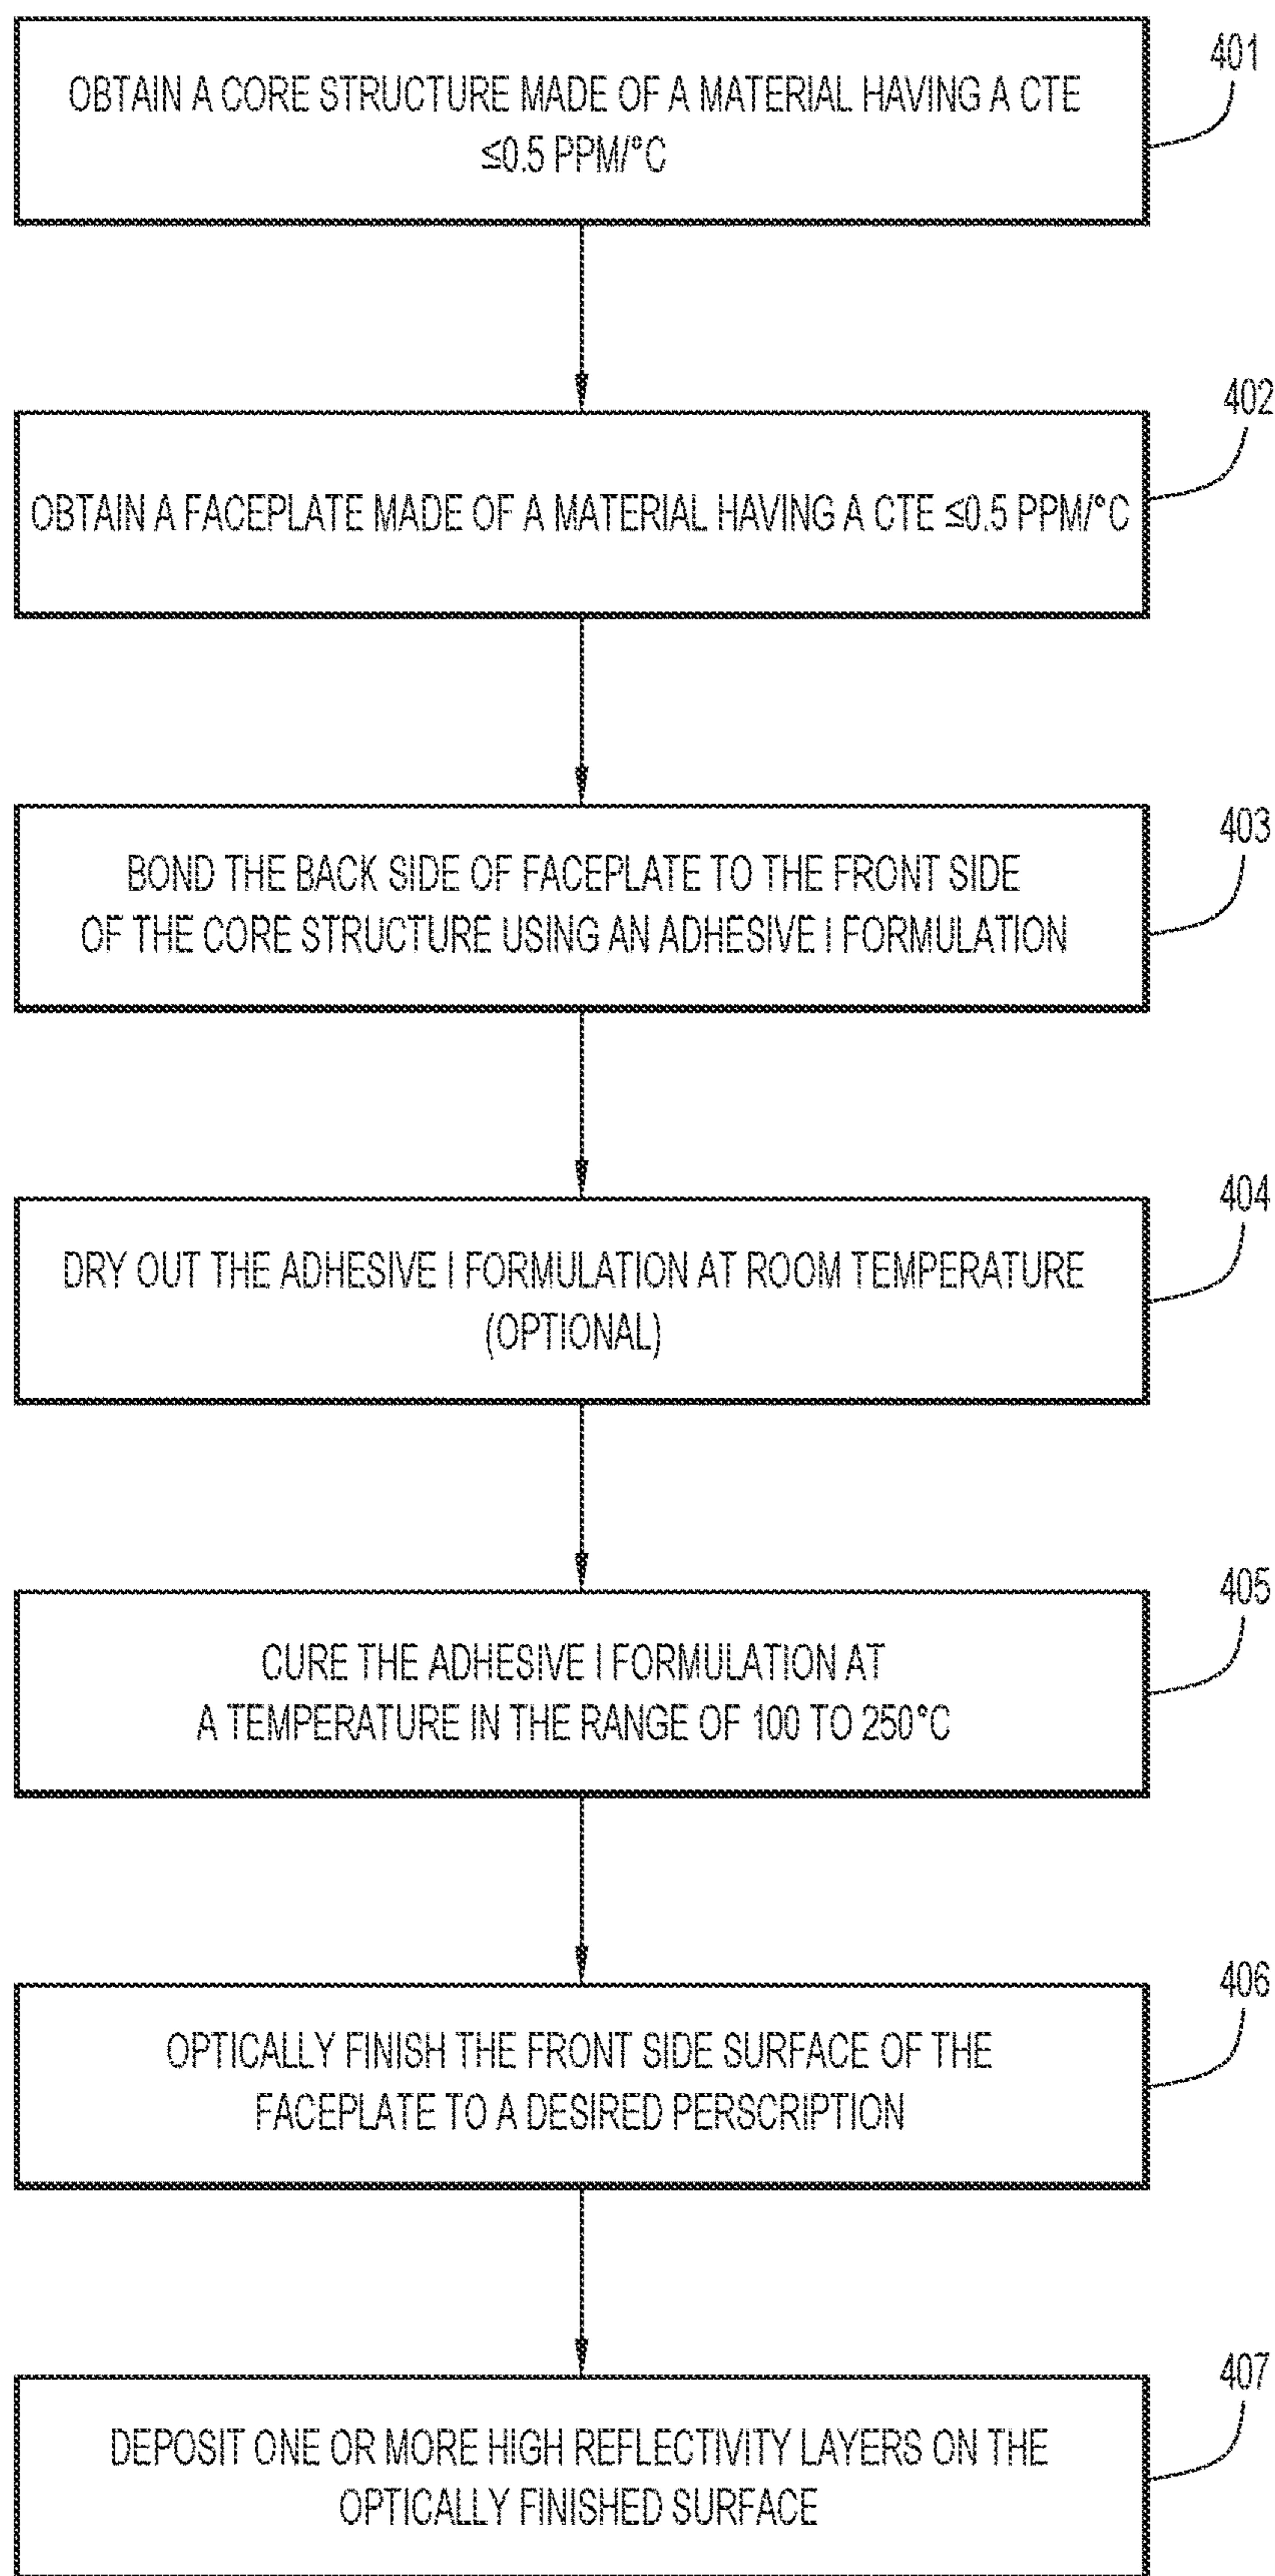 401
OBTAIN A CORE STRUCTURE MADE OF A MATERIAL HAVING A CTE
≤0.5 PPM/°C
402
OBTAIN A FACEPLATE MADE OF A MATERIAL HAVING A CTE ≤0.5 PPM/°C
403
BOND THE BACK SIDE OF FACEPLATE TO THE FRONT SIDE
OF THE CORE STRUCTURE USING AN ADHESIVE I FORMULATION
404
DRY OUT THE ADHESIVE I FORMULATION AT ROOM TEMPERATURE
(OPTIONAL)
405
CURE THE ADHESIVE I FORMULATION AT
A TEMPERATURE IN THE RANGE OF 100 TO 250°C
406
OPTICALLY FINISH THE FRONT SIDE SURFACE OF THE
FACEPLATE TO A DESIRED PERSCRIPTION
407
DEPOSIT ONE OR MORE HIGH REFLECTIVITY LAYERS ON THE
OPTICALLY FINISHED SURFACE